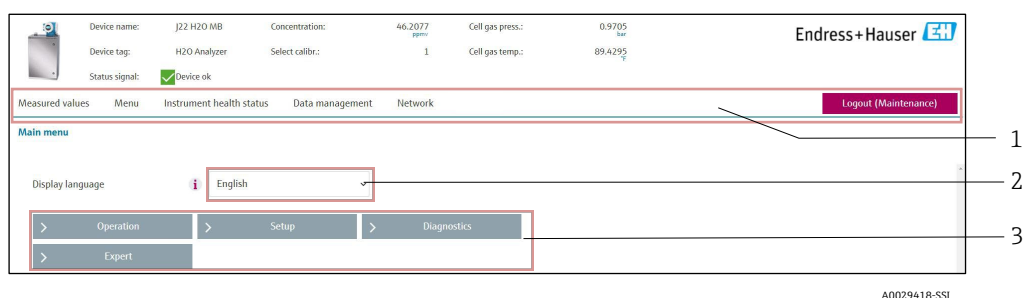 Device name: J22 H2O MB Concentration: 46.2077 ppmv Cell gas press.: 0.9705 bar
Endress+Hauser EH
Device tag: H2O Analyzer Select calibr.: 1 Cell gas temp.: 89.4295 °F
Status signal: Device ok
Measured values Menu Instrument health status Data management Network Logout (Maintenance)
1
Main menu
Display language i English
2
Operation Setup Diagnostics
3
Expert
A0029418-SSI